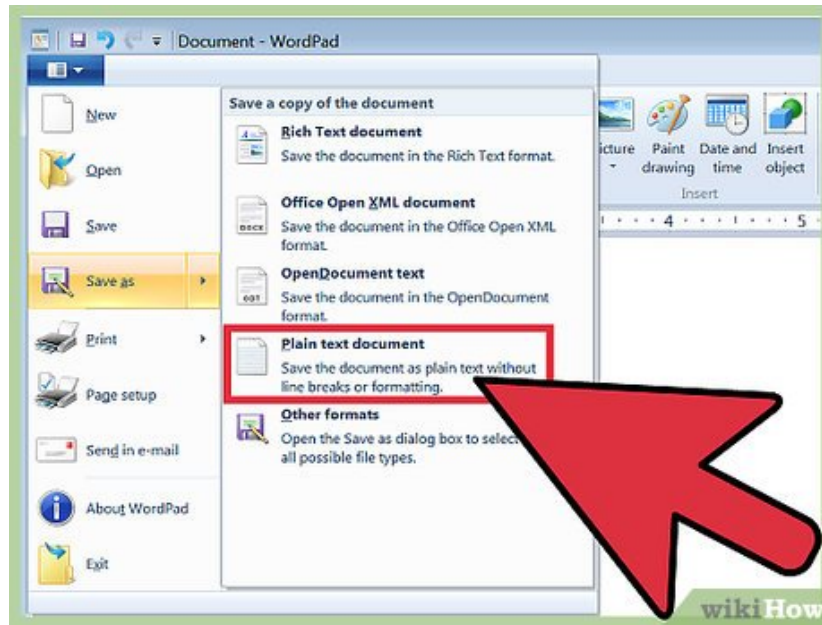 Document - WordPad
New
Open
Save
Save as
Print
Page setup
Send in e-mail
About WordPad
Exit
Save a copy of the document
Rich Text document
Save the document in the Rich Text format.
Office Open XML document
Save the document in the Office Open XML
format.
OpenDocument text
Save the document in the OpenDocument
format.
Plain text document
Save the document as plain text without
line breaks or formatting.
Other formats
Open the Save as dialog box to select
all possible file types.
icture
Paint
drawing
Date and
time
Insert
object
Insert
4 5
DOCX
ODT
wikiHow